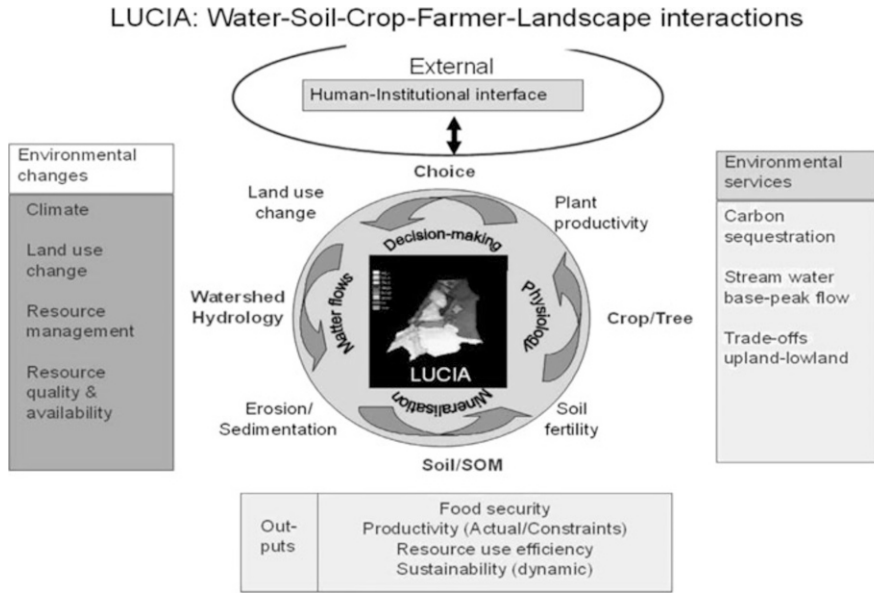 LUCIA: Water-Soil-Crop-Farmer-Landscape interactions
External
Human-Institutional interface
Environmental
changes
Climate
Land use
change
Resource
management
Resource
quality &
availability
Choice
Land use
change
Plant
productivity
Decision-making
Watershed
Hydrology
Matter flows
Physiology
Crop/Tree
LUCIA
Mineralisation
Erosion/
Sedimentation
Soil
fertility
Soil/SOM
Environmental
services
Carbon
sequestration
Stream water
base-peak flow
Trade-offs
upland-lowland
Out-
puts
Food security
Productivity (Actual/Constraints)
Resource use efficiency
Sustainability (dynamic)